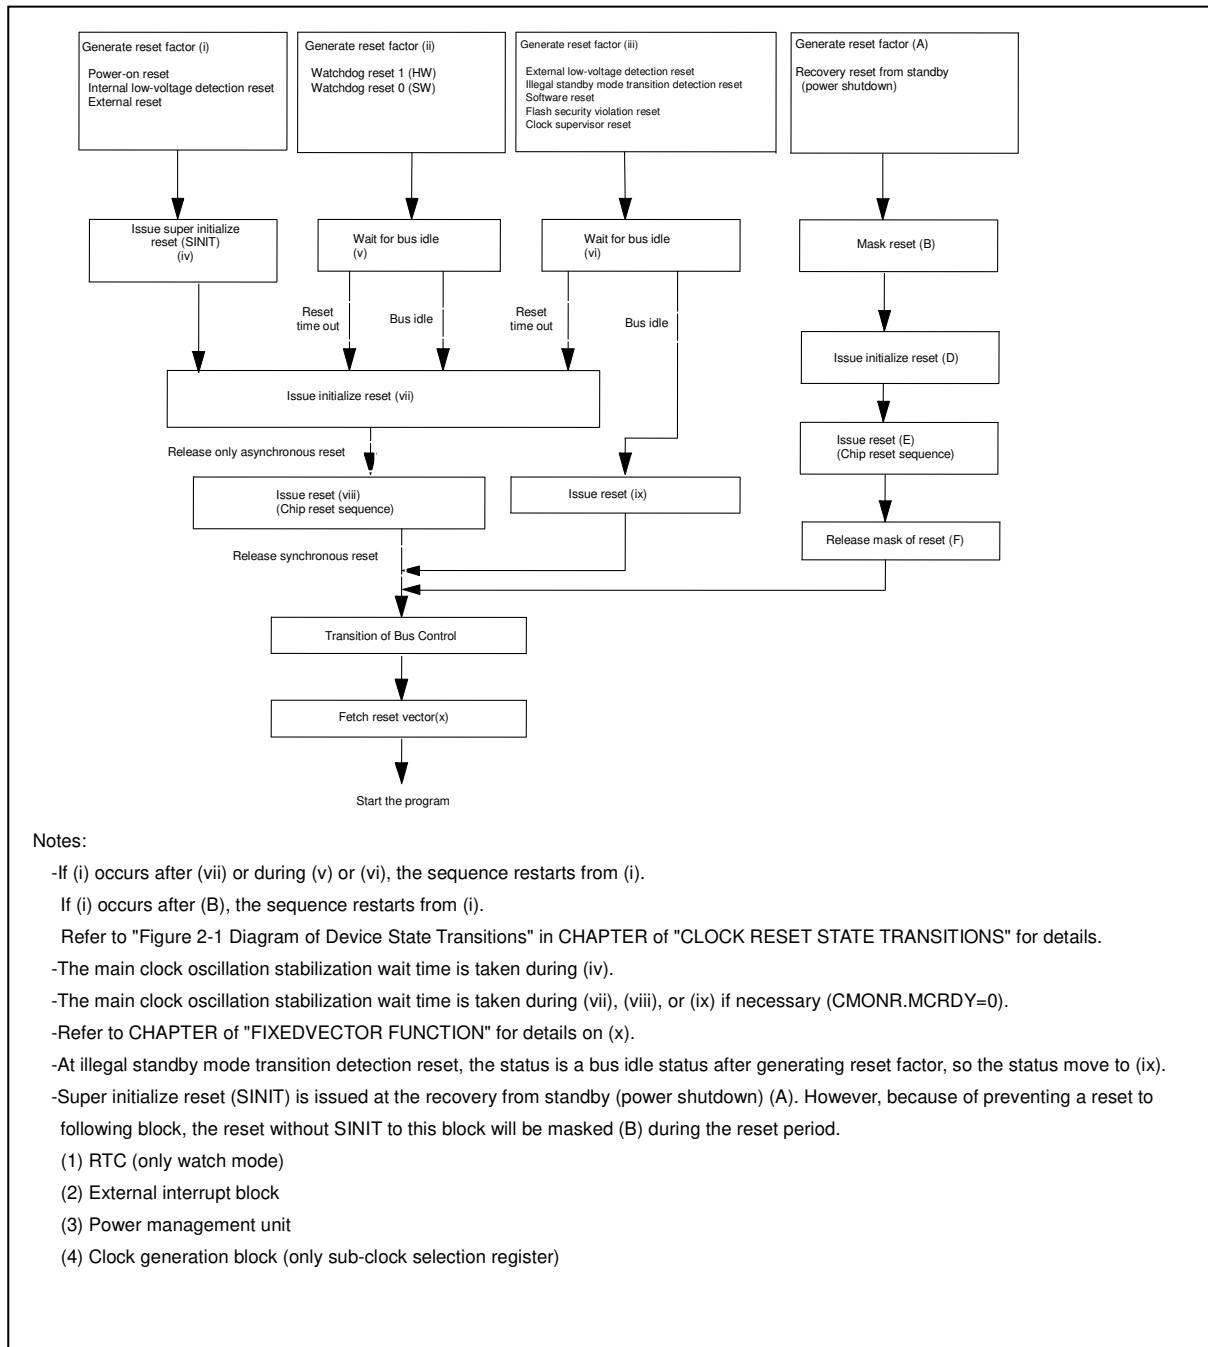 Generate reset factor (i)
Power-on reset
Internal low-voltage detection reset
External reset
Generate reset factor (ii)
Watchdog reset 1 (HW)
Watchdog reset 0 (SW)
Generate reset factor (iii)
External low-voltage detection reset
Illegal standby mode transition detection reset
Software reset
Flash security violation reset
Clock supervisor reset
Generate reset factor (A)
Recovery reset from standby
(power shutdown)
Issue super initialize
reset (SINIT)
(iv)
Wait for bus idle
(v)
Wait for bus idle
(vi)
Mask reset (B)
Reset
time out
Bus idle
Reset
time out
Bus idle
Issue initialize reset (D)
Issue initialize reset (vii)
Release only asynchronous reset
Issue reset (E)
(Chip reset sequence)
Issue reset (viii)
(Chip reset sequence)
Issue reset (ix)
Release mask of reset (F)
Release synchronous reset
Transition of Bus Control
Fetch reset vector(x)
Start the program
Notes:
-If (i) occurs after (vii) or during (v) or (vi), the sequence restarts from (i).
If (i) occurs after (B), the sequence restarts from (i).
Refer to "Figure 2-1 Diagram of Device State Transitions" in CHAPTER of "CLOCK RESET STATE TRANSITIONS" for details.
-The main clock oscillation stabilization wait time is taken during (iv).
-The main clock oscillation stabilization wait time is taken during (vii), (viii), or (ix) if necessary (CMONR.MCRDY=0).
-Refer to CHAPTER of "FIXEDVECTOR FUNCTION" for details on (x).
-At illegal standby mode transition detection reset, the status is a bus idle status after generating reset factor, so the status move to (ix).
-Super initialize reset (SINIT) is issued at the recovery from standby (power shutdown) (A). However, because of preventing a reset to
following block, the reset without SINIT to this block will be masked (B) during the reset period.
(1) RTC (only watch mode)
(2) External interrupt block
(3) Power management unit
(4) Clock generation block (only sub-clock selection register)